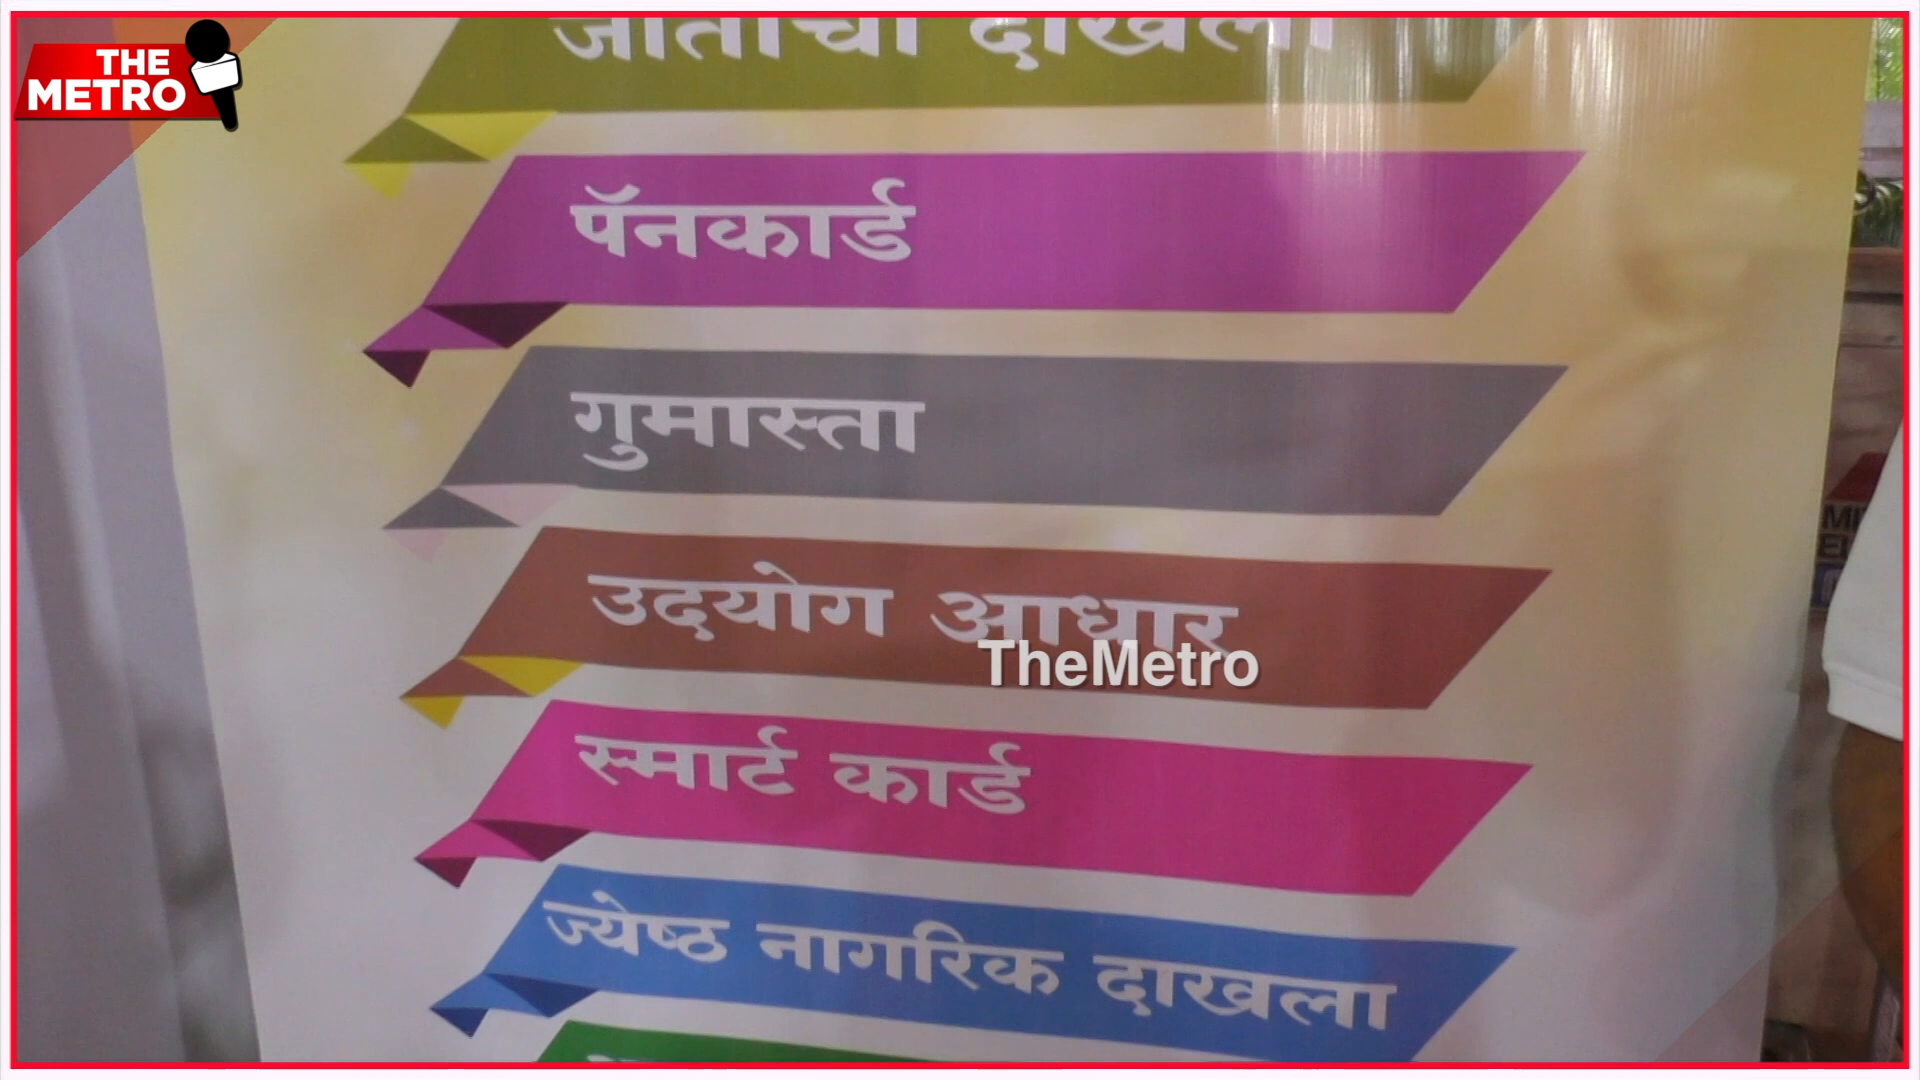 THE
METRO
जातीचा दाखला
पॅनकार्ड
गुमास्ता
उदयोग आधार
TheMetro
स्मार्ट कार्ड
ज्येष्ठ नागरिक दाखला